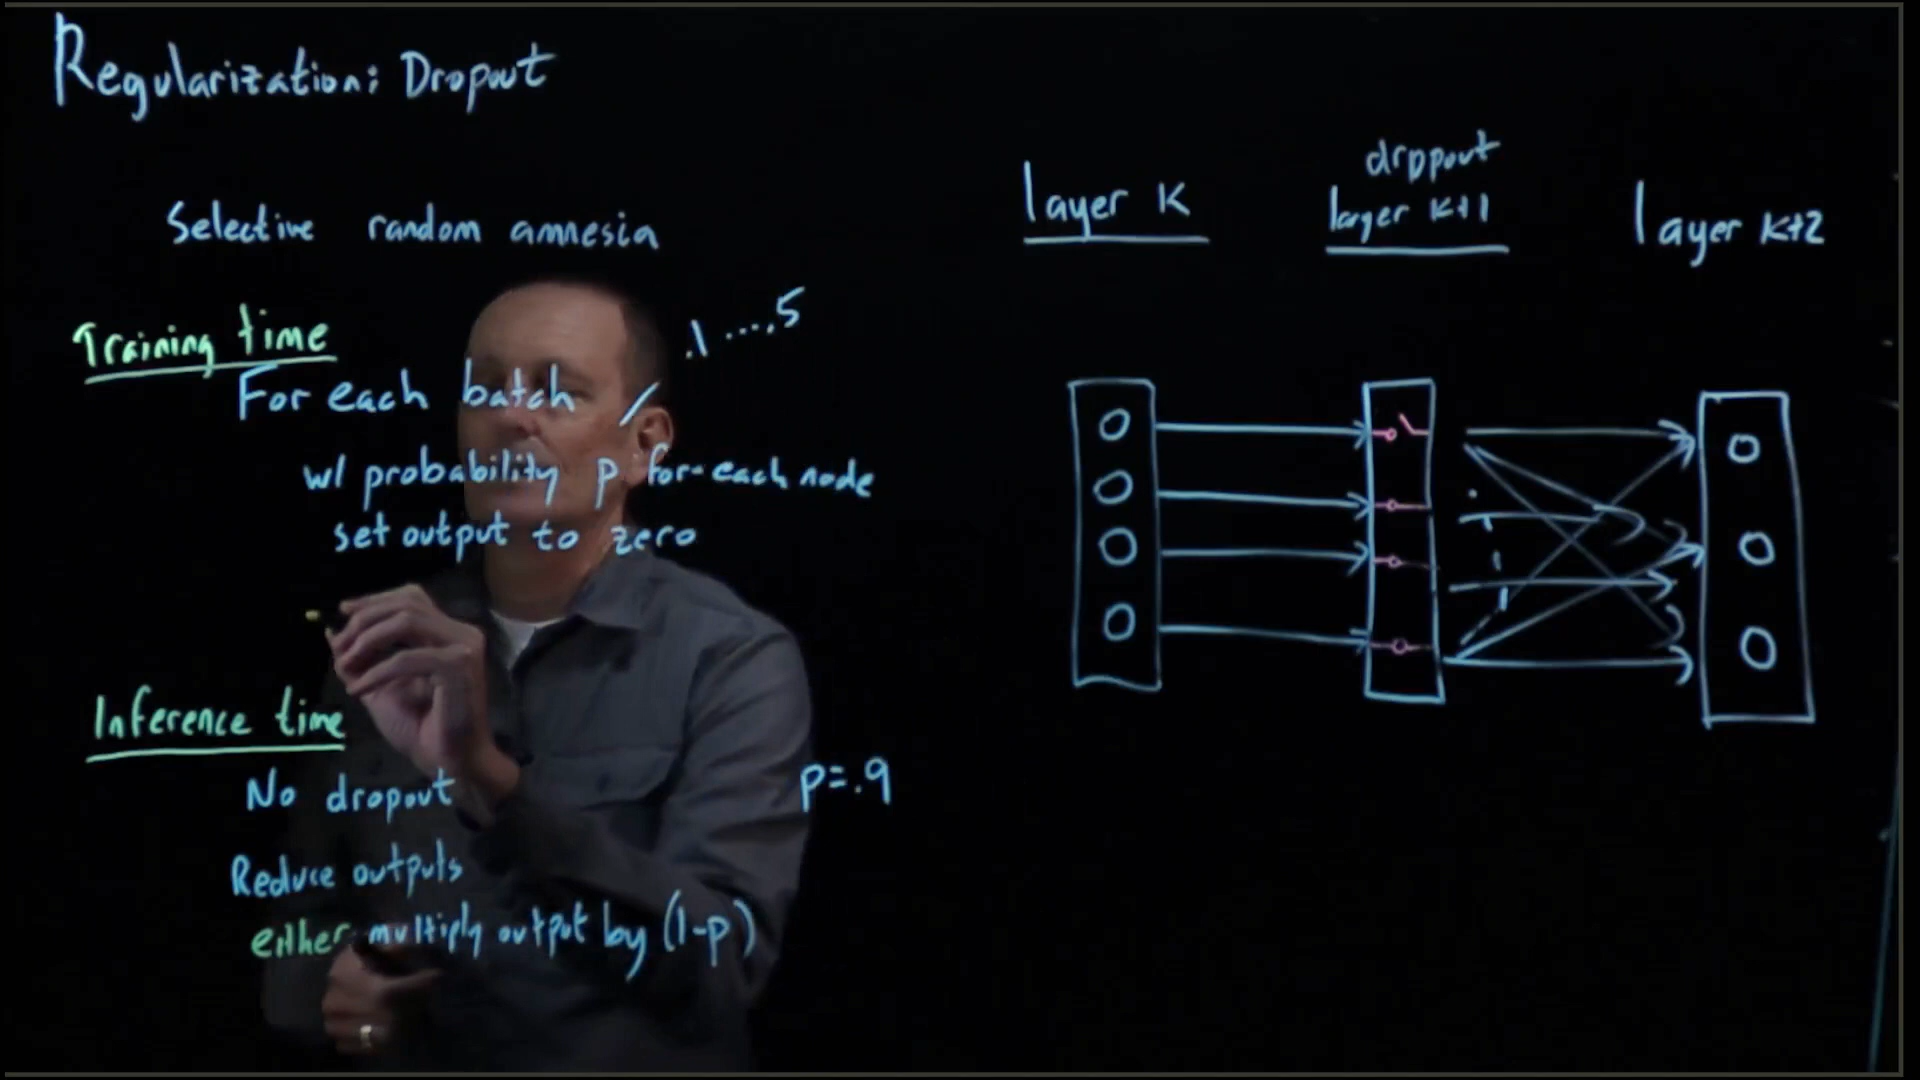 Regularization: Dropout
Selective random amnesia
Training time
.1 ... .5
For each batch
w/ probability p for each node
set output to zero
Inference time
No dropout
p=.9
Reduce outputs
either multiply output by (1-p)
layer K
dropout
layer K+1
layer K+2